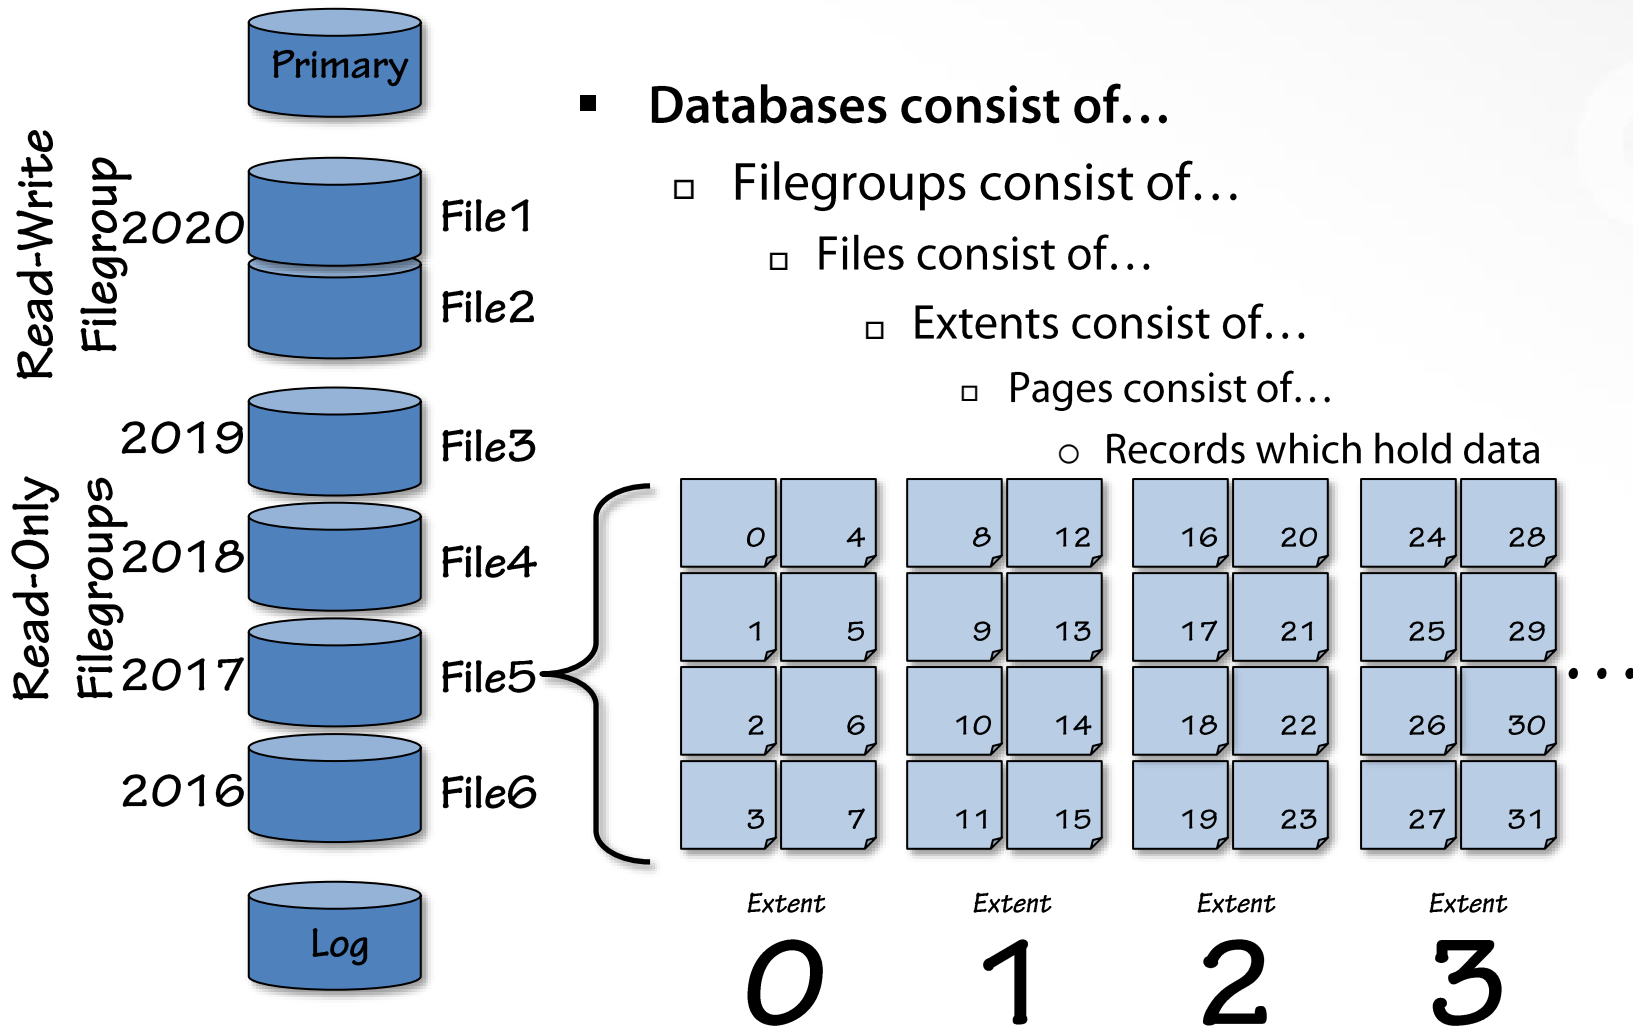 Primary
Read-Write
Filegroup
2020
File1
File2
Read-Only
Filegroups
2019
File3
2018
File4
2017
File5
2016
File6
Log
▪ Databases consist of…
▫ Filegroups consist of…
▫ Files consist of…
▫ Extents consist of…
▫ Pages consist of…
○ Records which hold data
0 4 8 12 16 20 24 28
1 5 9 13 17 21 25 29
2 6 10 14 18 22 26 30
3 7 11 15 19 23 27 31
...
Extent Extent Extent Extent
0 1 2 3